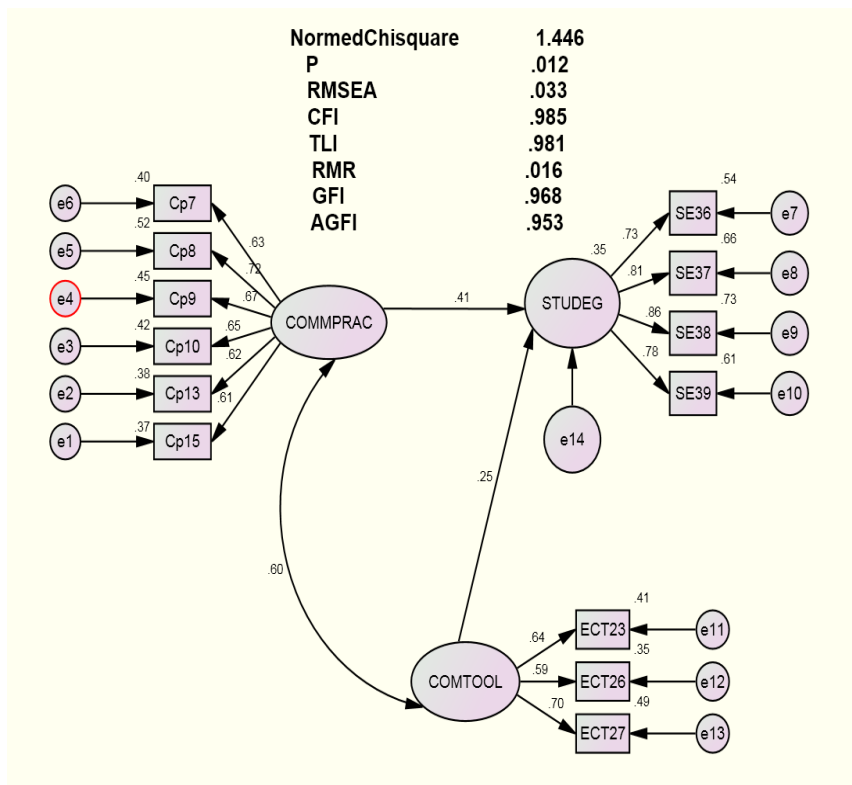 NormedChisquare 1.446
P .012
RMSEA .033
CFI .985
TLI .981
RMR .016
GFI .968
AGFI .953
.40
e6 Cp7
.52
e5 Cp8
.45
e4 Cp9
.42
e3 Cp10
.38
e2 Cp13
.37
e1 Cp15
.63
.72
.67
.65
.62
.61
COMMPRAC
.41
.35
STUDEG
.73
.81
.86
.78
.54
SE36 e7
.66
SE37 e8
.73
SE38 e9
.61
SE39 e10
e14
.25
.60
COMTOOL
.64
.59
.70
.41
ECT23 e11
.35
ECT26 e12
.49
ECT27 e13